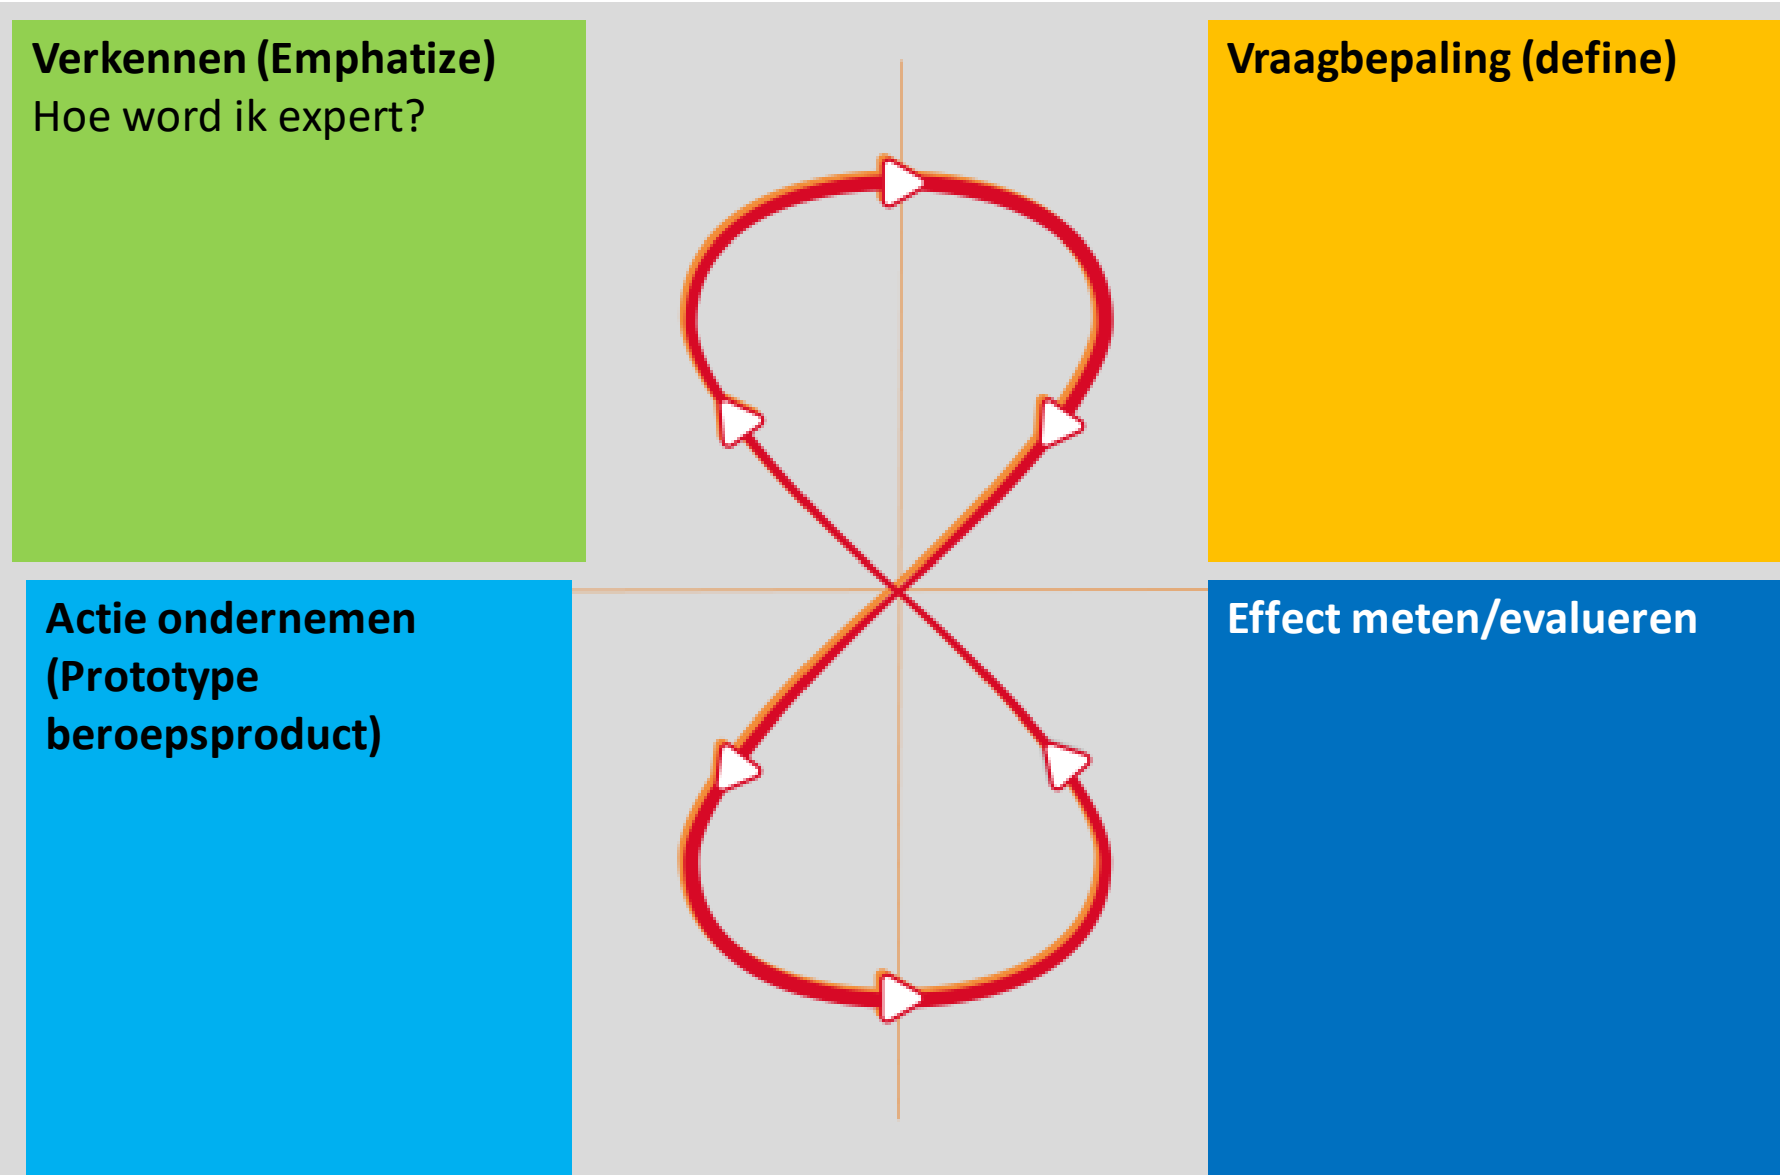 Verkennen (Emphatize)
Hoe word ik expert?
Vraagbepaling (define)
Actie ondernemen
(Prototype
beroepsproduct)
Effect meten/evalueren